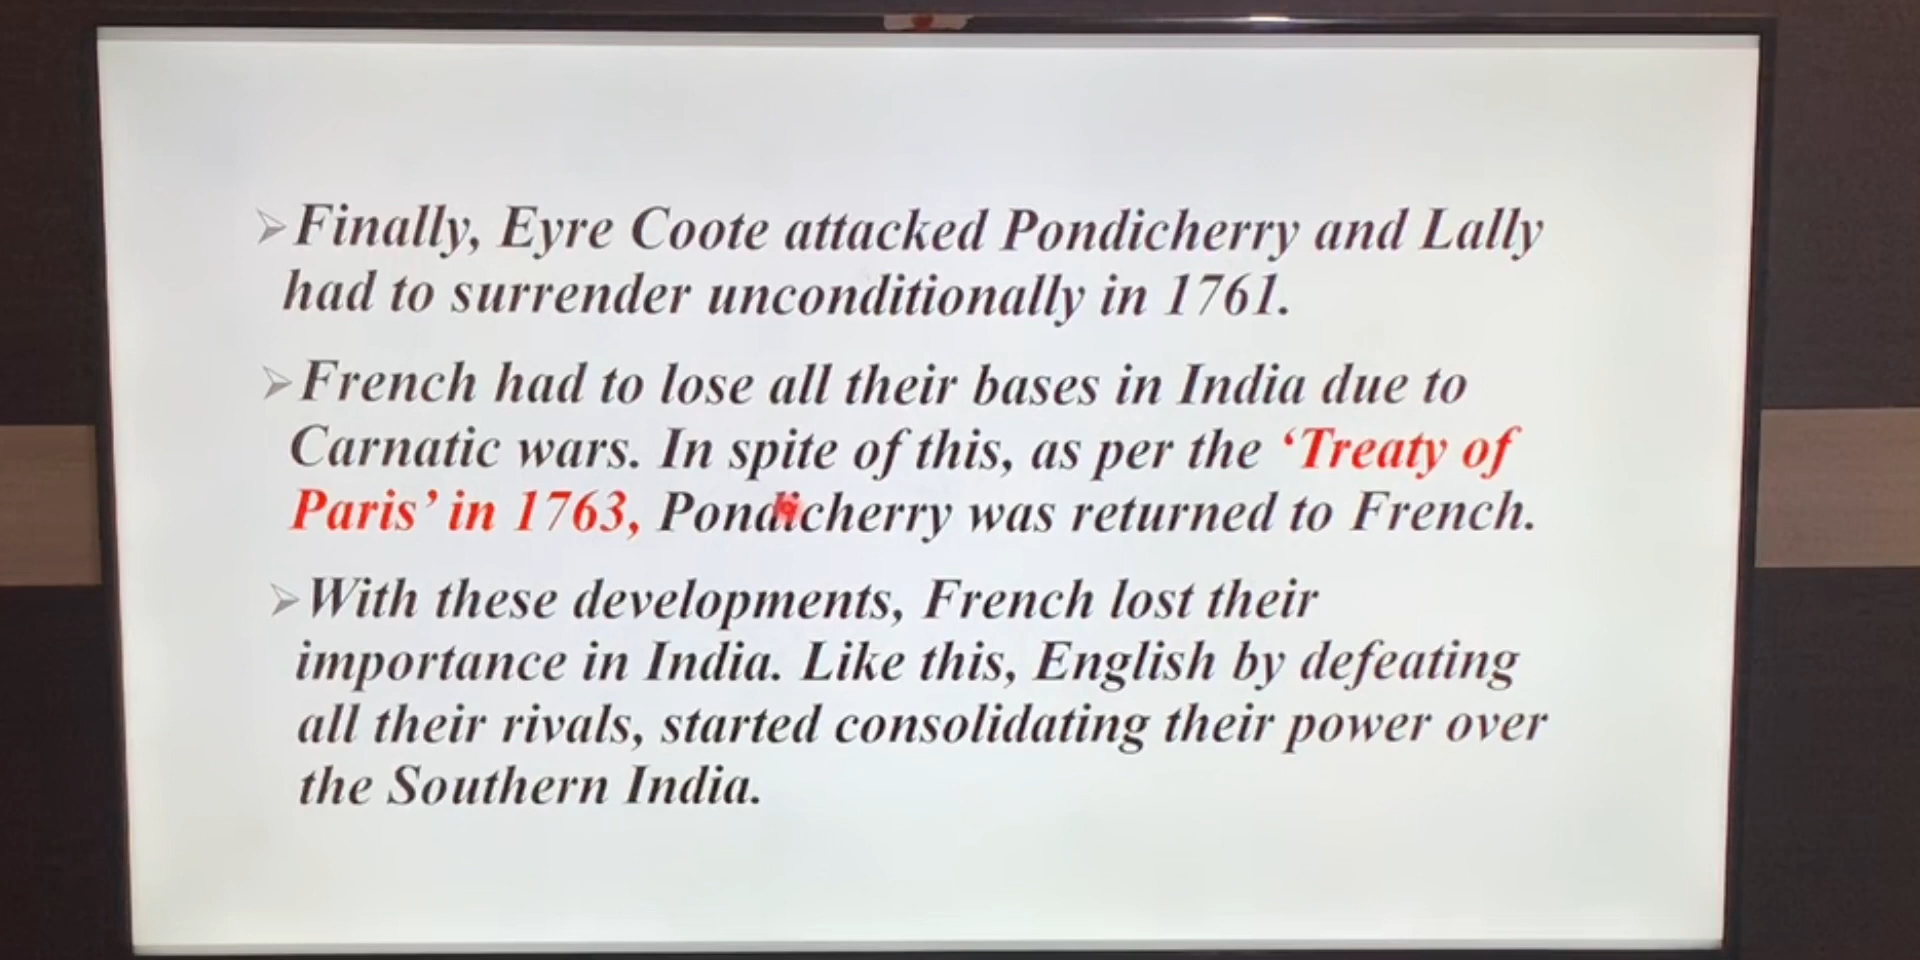 ➢Finally, Eyre Coote attacked Pondicherry and Lally
had to surrender unconditionally in 1761.
➢French had to lose all their bases in India due to
Carnatic wars. In spite of this, as per the ‘Treaty of
Paris’ in 1763, Pondicherry was returned to French.
➢With these developments, French lost their
importance in India. Like this, English by defeating
all their rivals, started consolidating their power over
the Southern India.